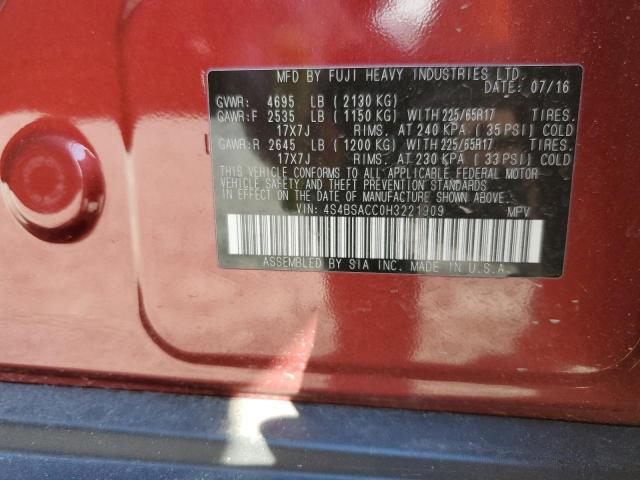 MFD BY FUJI HEAVY INDUSTRIES LTD.
DATE: 07/16
GVWR: 4695 LB (2130 KG)
GAWR:F 2535 LB (1150 KG) WITH 225/65R17 TIRES.
17X7J RIMS. AT 240 KPA (35 PSI) COLD
GAWR:R 2645 LB (1200 KG) WITH 225/65R17 TIRES.
17X7J RIMS. AT 230 KPA (33 PSI) COLD
THIS VEHICLE CONFORMS TO ALL APPLICABLE FEDERAL MOTOR
VEHICLE SAFETY AND THEFT PREVENTION STANDARDS
IN EFFECT ON THE DATE OF MANUFACTURE SHOWN ABOVE.
VIN: 4S4BSACC0H3221909 MPV
ASSEMBLED BY SIA INC. MADE IN U.S.A.